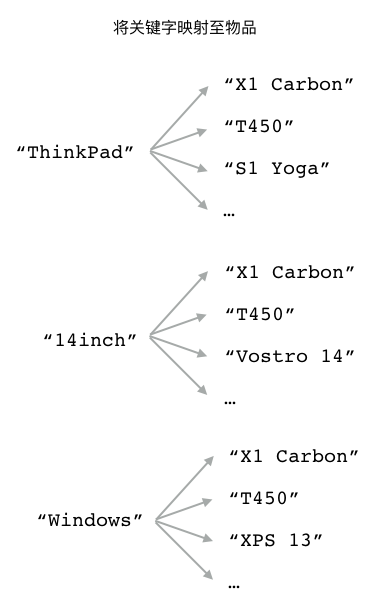 将关键字映射至物品
“X1 Carbon”
“T450”
“ThinkPad”
“S1 Yoga”
…
“X1 Carbon”
“T450”
“14inch”
“Vostro 14”
…
“X1 Carbon”
“T450”
“Windows”
“XPS 13”
…